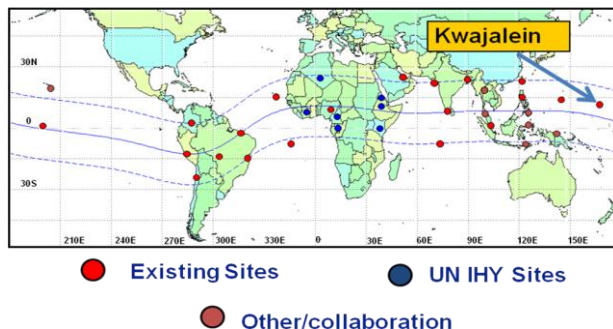 Kwajalein
30N
0
30S
210E 240E 270E 300E 330E 0 30E 60E 90E 120E 150E
Existing Sites
UN IHY Sites
Other/collaboration